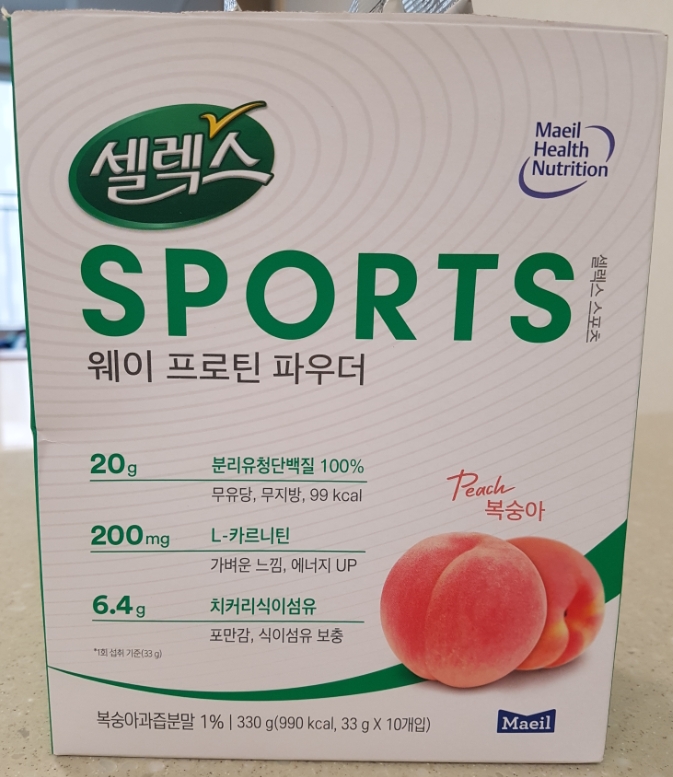 셀렉스
Maeil
Health
Nutrition
SPORTS
셀렉스 스포츠
웨이 프로틴 파우더
20g
분리유청단백질 100%
무유당, 무지방, 99 kcal
200mg
L-카르니틴
가벼운 느낌, 에너지 UP
6.4g
치커리식이섬유
포만감, 식이섬유 보충
*1회 섭취 기준(33 g)
Peach
복숭아
복숭아과즙분말 1% | 330 g(990 kcal, 33 g X 10개입)
Maeil